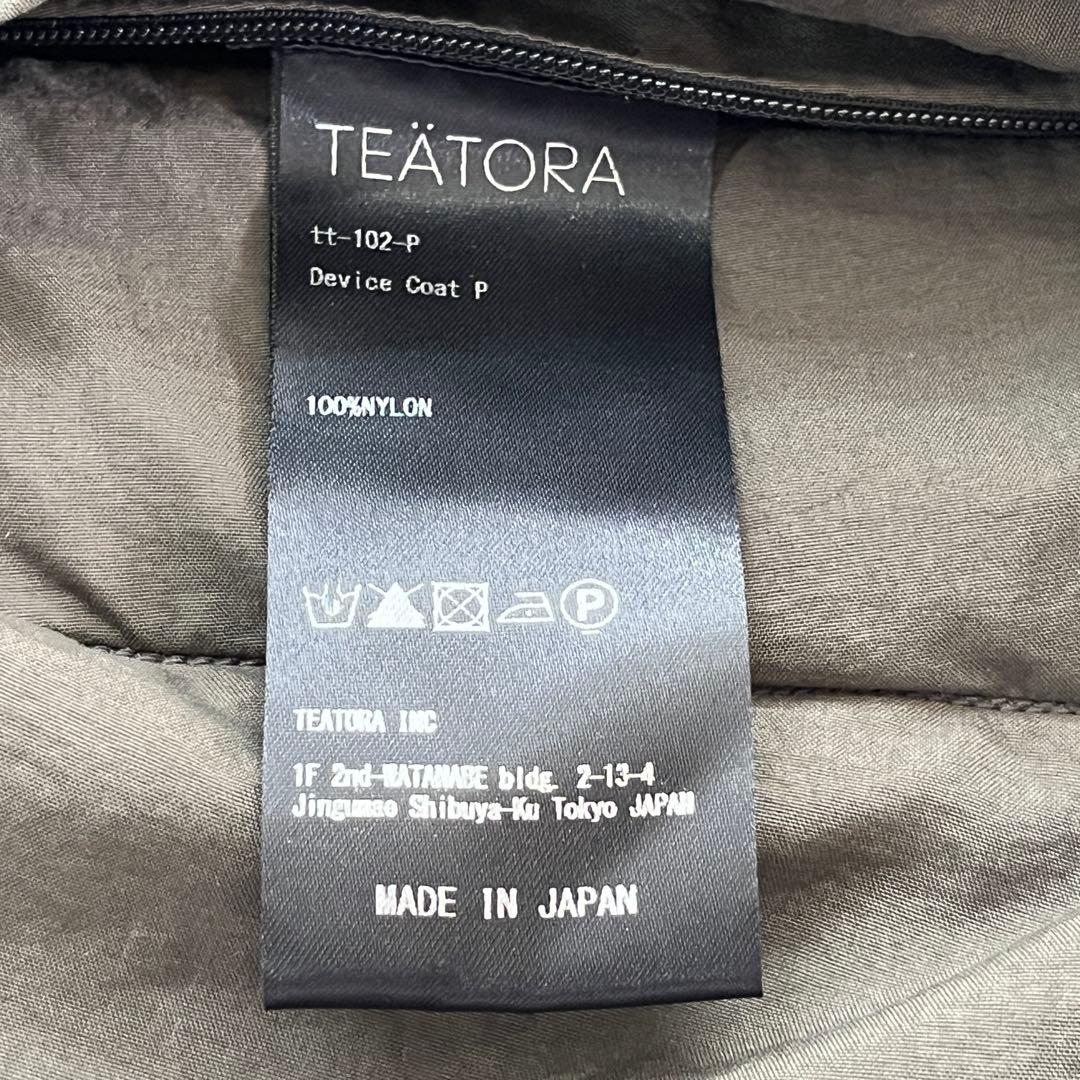 TEÄTORA
tt-102-P
Device Coat P
100%NYLON
P
TEATORA INC
1F 2nd-WATANABE bldg. 2-13-4
Jingumae Shibuya-Ku Tokyo JAPAN
MADE IN JAPAN